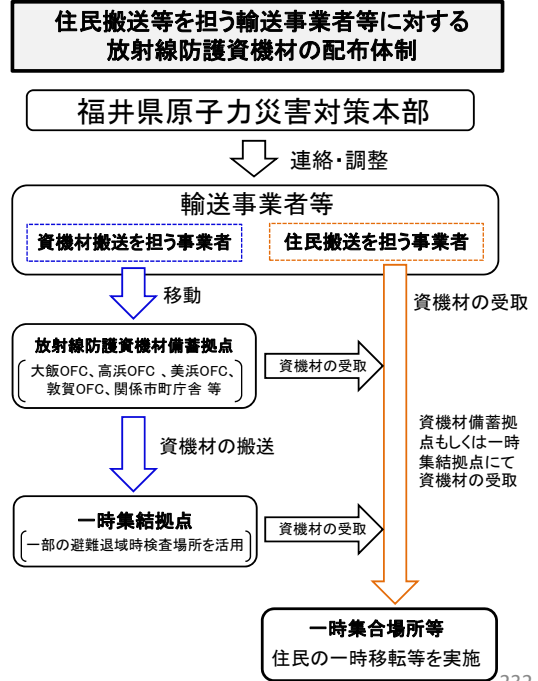 住民搬送等を担う輸送事業者等に対する
放射線防護資機材の配布体制
福井県原子力災害対策本部
連絡・調整
輸送事業者等
資機材搬送を担う事業者
住民搬送を担う事業者
移動
資機材の受取
放射線防護資機材備蓄拠点
大飯OFC、高浜OFC 、美浜OFC、
敦賀OFC、関係市町庁舎 等
資機材の受取
資機材備蓄拠
点もしくは一時
集結拠点にて
資機材の受取
資機材の搬送
一時集結拠点
一部の避難退域時検査場所を活用
資機材の受取
一時集合場所等
住民の一時移転等を実施
232